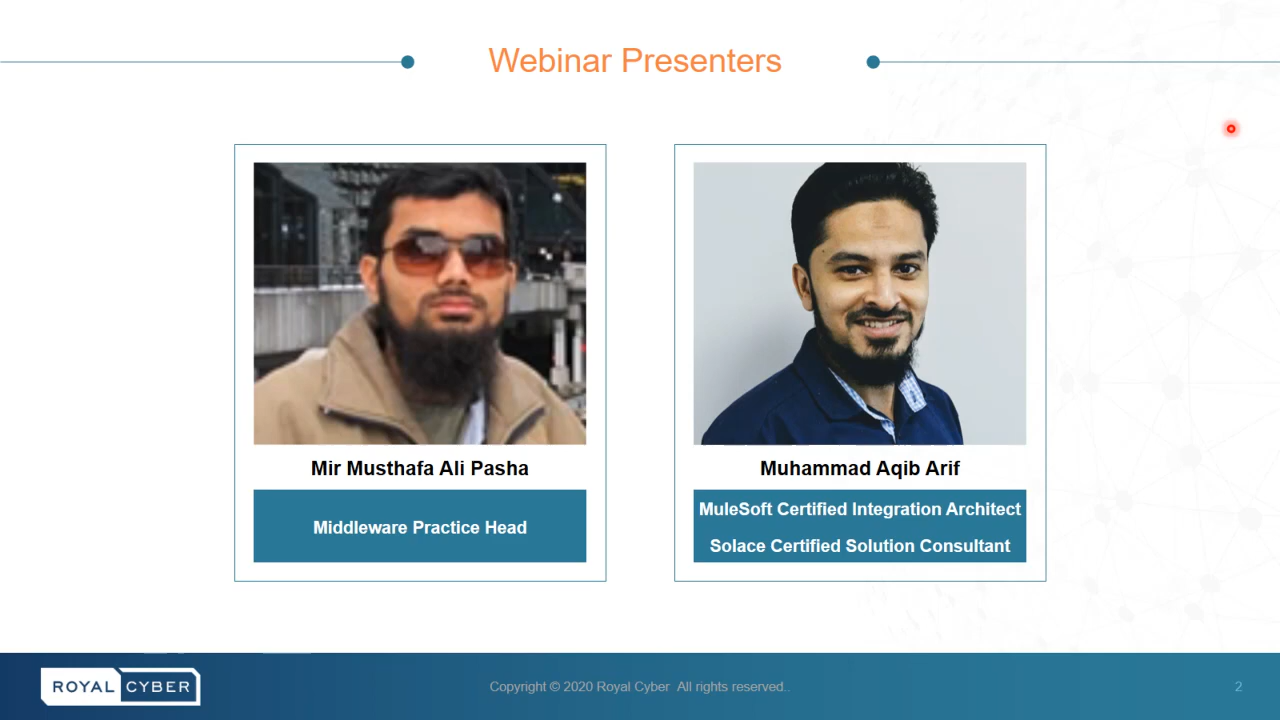 Webinar Presenters
Mir Musthafa Ali Pasha
Middleware Practice Head
Muhammad Aqib Arif
MuleSoft Certified Integration Architect
Solace Certified Solution Consultant
ROYAL CYBER
Copyright © 2020 Royal Cyber All rights reserved..
2